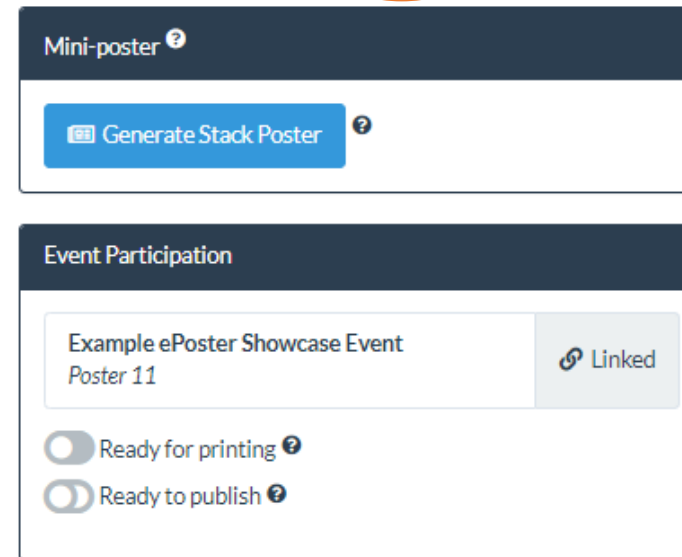 Mini-poster
Generate Stack Poster
Event Participation
Example ePoster Showcase Event
Poster 11
Linked
Ready for printing
Ready to publish